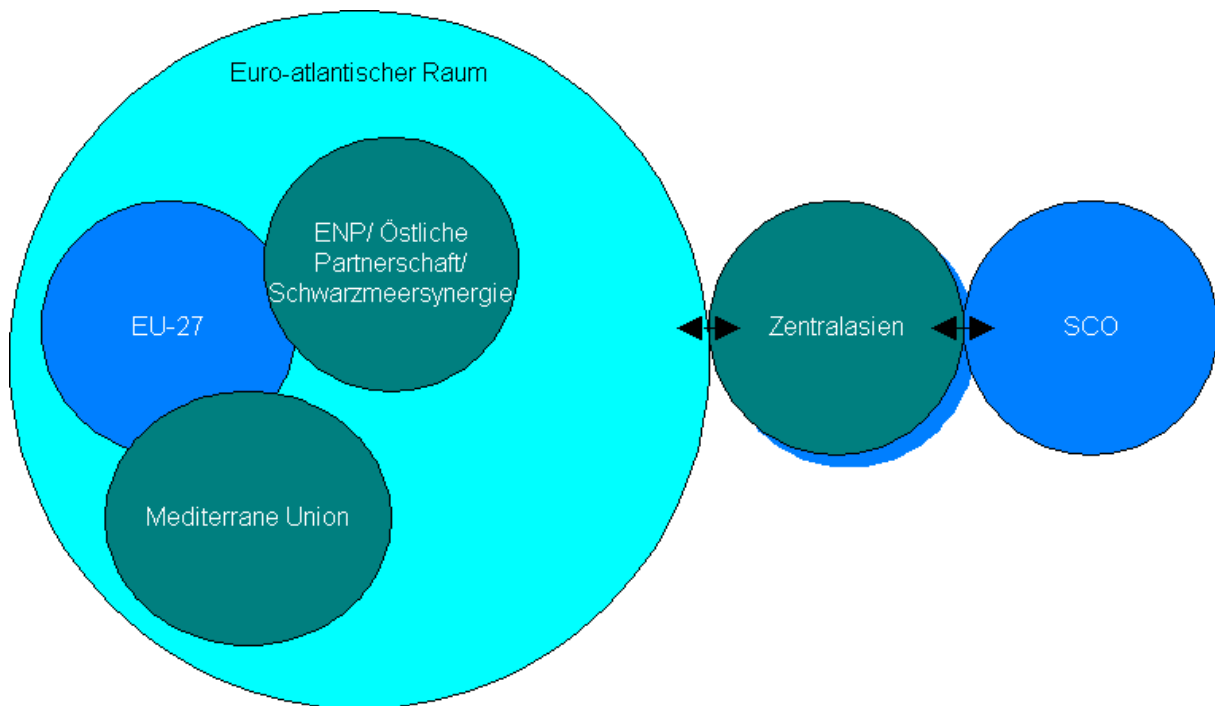 Euro-atlantischer Raum
ENP/ Östliche
Partnerschaft/
Schwarzmeersynergie
EU-27
Zentralasien
SCO
Mediterrane Union